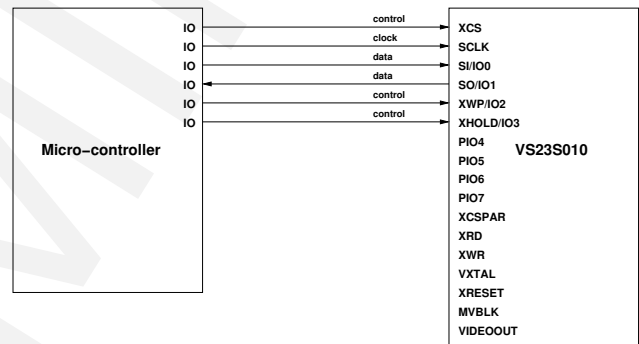 control
IO XCS
clock
IO SCLK
data
IO SI/IO0
data
IO SO/IO1
control
IO XWP/IO2
control
IO XHOLD/IO3
PIO4
Micro−controller VS23S010
PIO5
PIO6
PIO7
XCSPAR
XRD
XWR
VXTAL
XRESET
MVBLK
VIDEOOUT